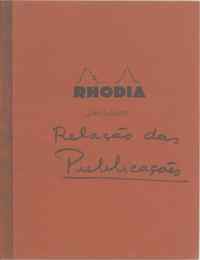 RHODIA
Relação das
Publicações